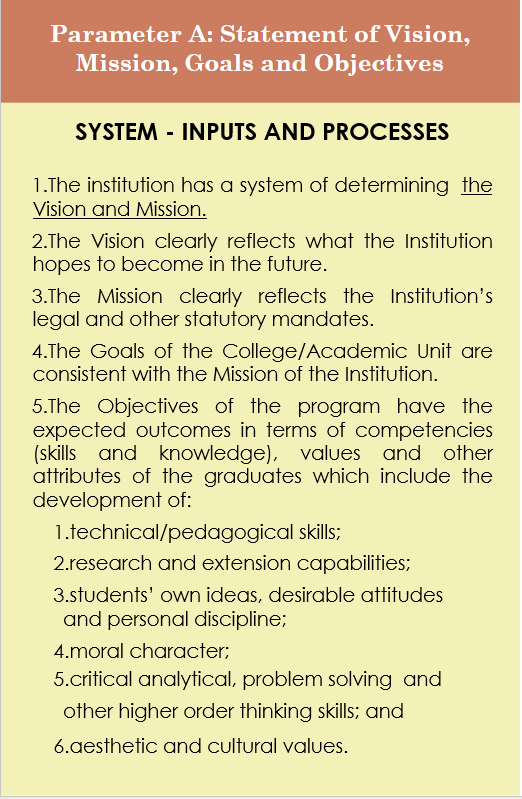 Parameter A: Statement of Vision,
Mission, Goals and Objectives
SYSTEM - INPUTS AND PROCESSES
1.The institution has a system of determining the
Vision and Mission.
2.The Vision clearly reflects what the Institution
hopes to become in the future.
3.The Mission clearly reflects the Institution's
legal and other statutory mandates.
4.The Goals of the College/Academic Unit are
consistent with the Mission of the Institution.
5.The Objectives of the program have the
expected outcomes in terms of competencies
(skills and knowledge), values and other
attributes of the graduates which include the
development of:
1.technical/pedagogical skills;
2.research and extension capabilities;
3.students' own ideas, desirable attitudes
and personal discipline;
4.moral character;
5.critical analytical, problem solving and
other higher order thinking skills; and
6.aesthetic and cultural values.